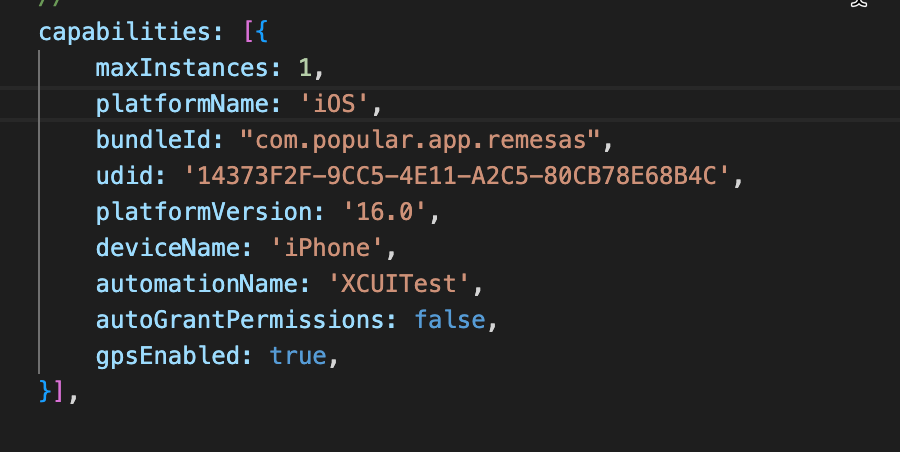 //
capabilities: [{
maxInstances: 1,
platformName: 'iOS',
bundleId: "com.popular.app.remesas",
udid: '14373F2F-9CC5-4E11-A2C5-80CB78E68B4C',
platformVersion: '16.0',
deviceName: 'iPhone',
automationName: 'XCUITest',
autoGrantPermissions: false,
gpsEnabled: true,
}],